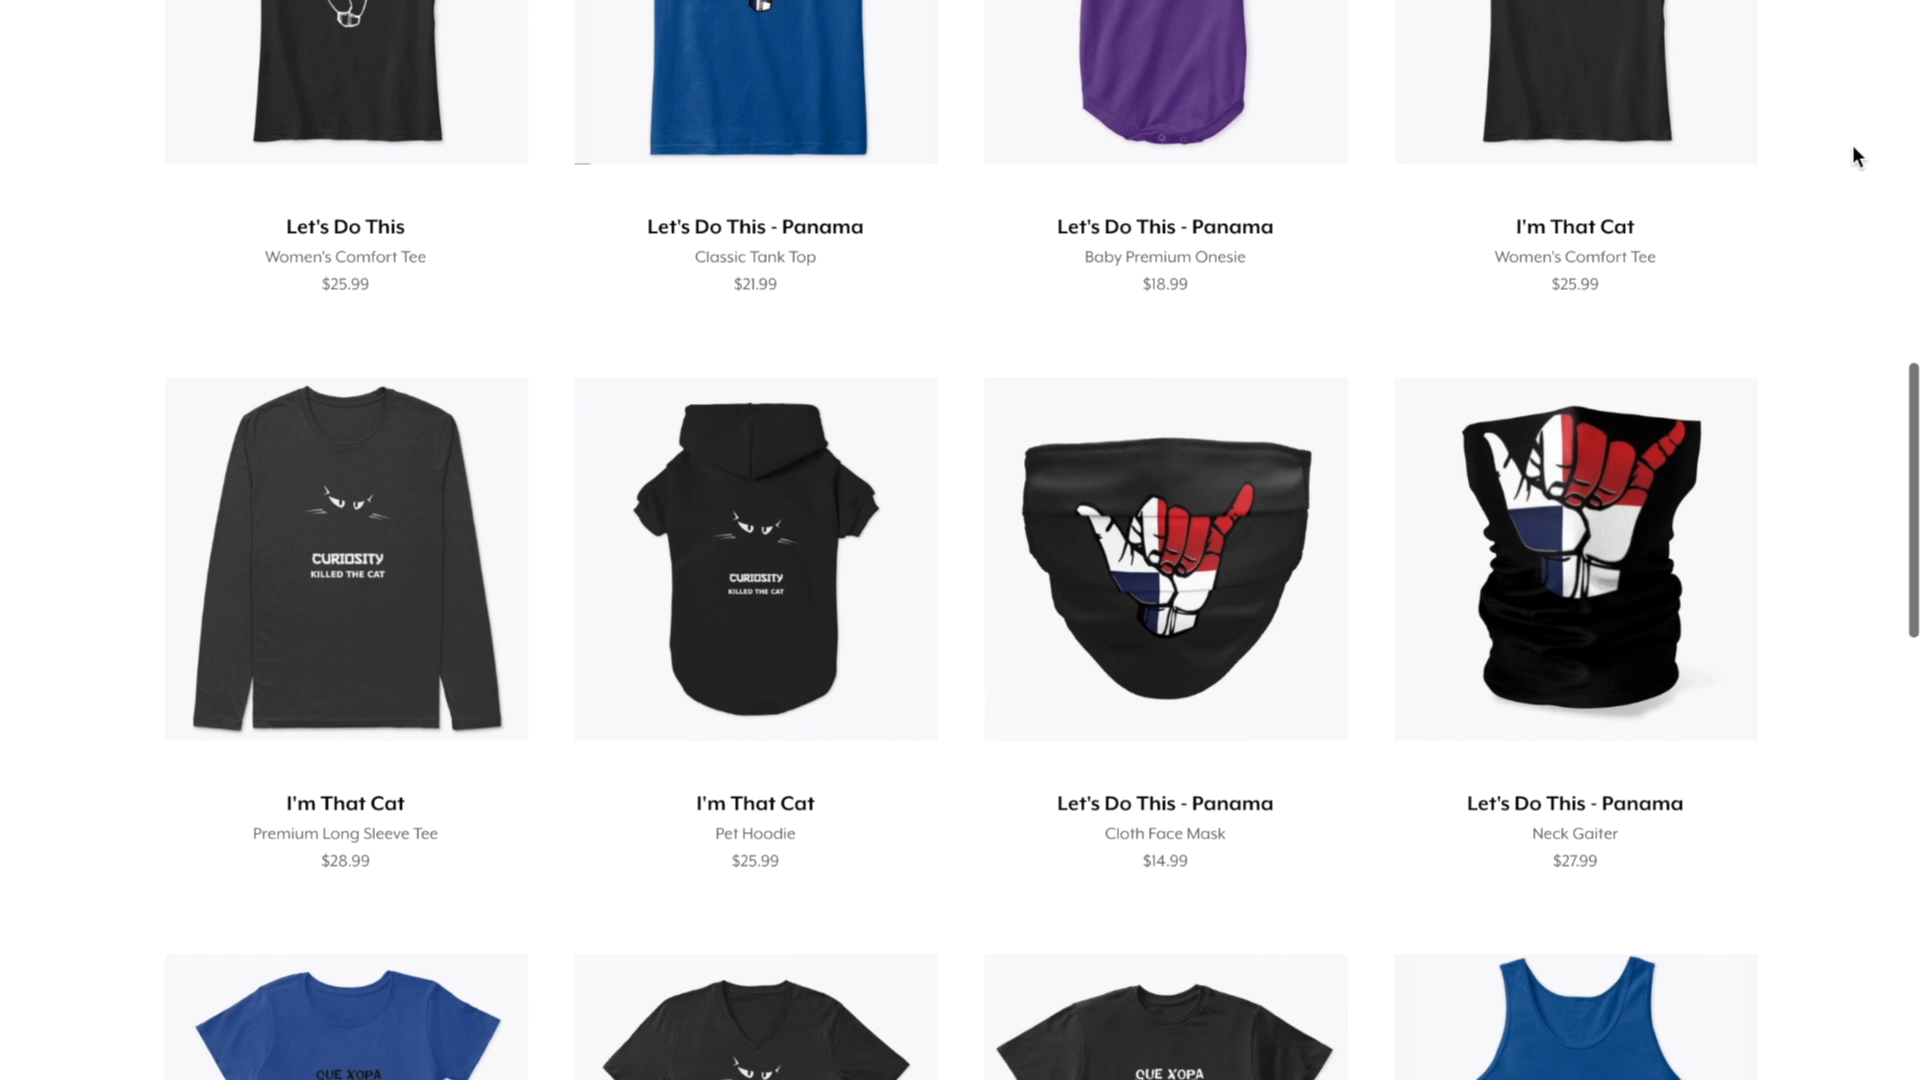 Let's Do This
Women's Comfort Tee
$25.99
Let's Do This - Panama
Classic Tank Top
$21.99
Let's Do This - Panama
Baby Premium Onesie
$18.99
I'm That Cat
Women's Comfort Tee
$25.99
CURIOSITY
KILLED THE CAT
CURIOSITY
KILLED THE CAT
I'm That Cat
Premium Long Sleeve Tee
$28.99
I'm That Cat
Pet Hoodie
$25.99
Let's Do This - Panama
Cloth Face Mask
$14.99
Let's Do This - Panama
Neck Gaiter
$27.99
QUE XOPA
QUE XOPA